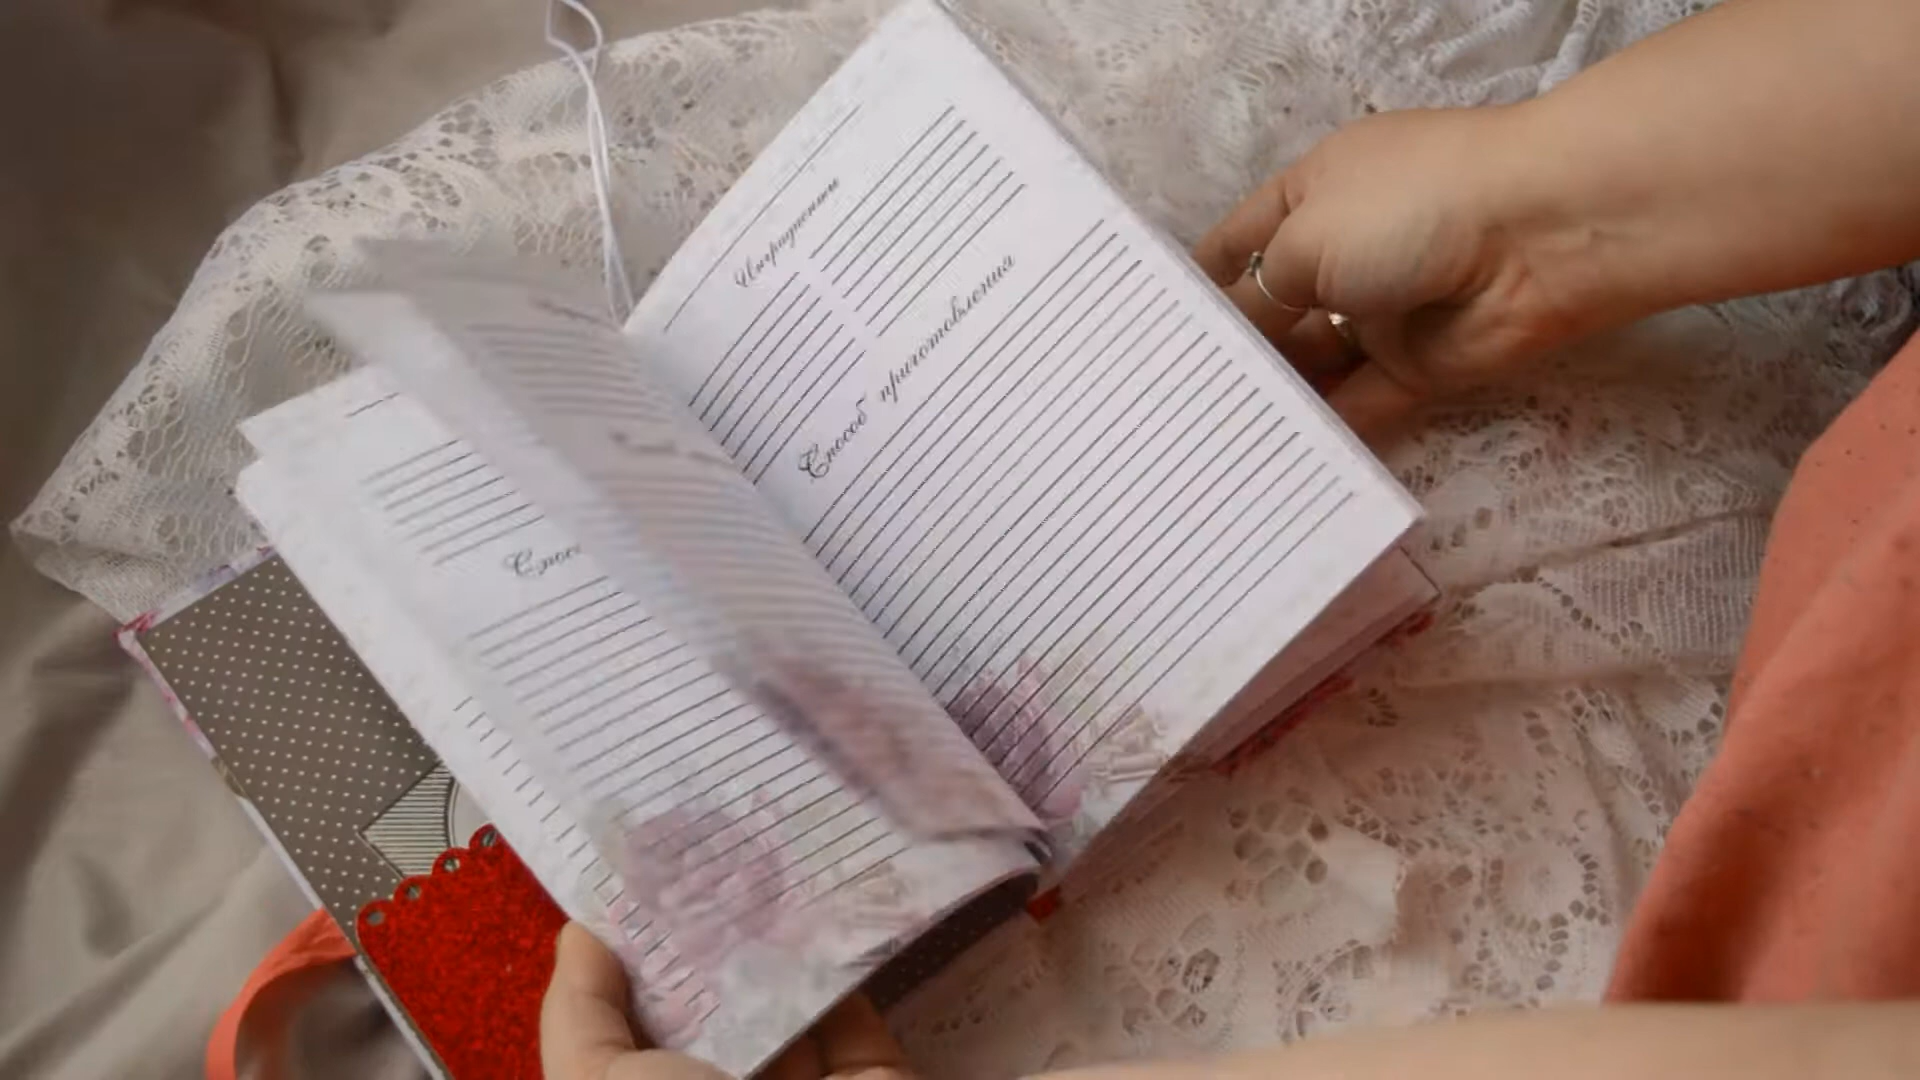 Ингредиенты
Способ приготовления